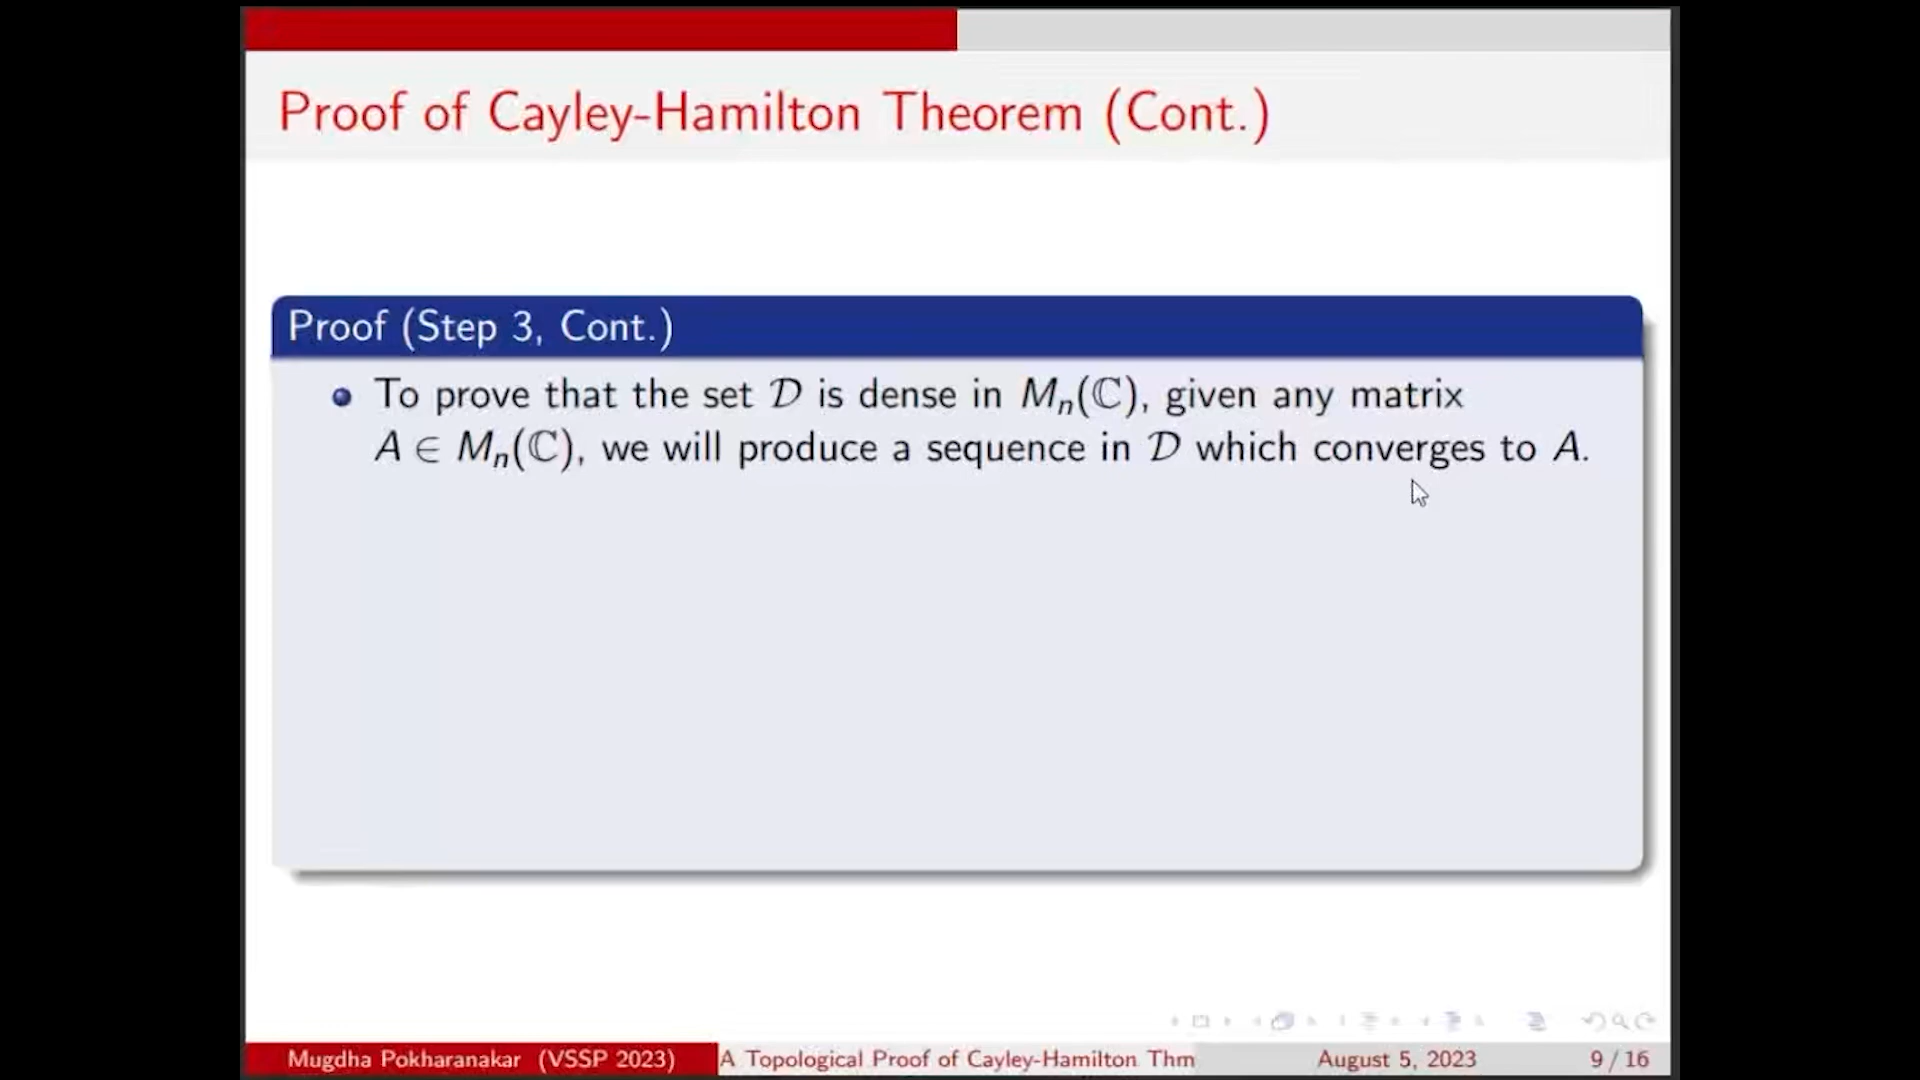 Proof of Cayley-Hamilton Theorem (Cont.)
Proof (Step 3, Cont.)
To prove that the set 𝒟 is dense in Mₙ(ℂ), given any matrix
A ∈ Mₙ(ℂ), we will produce a sequence in 𝒟 which converges to A.
Mugdha Pokharanakar (VSSP 2023) A Topological Proof of Cayley-Hamilton Thm August 5, 2023 9 / 16